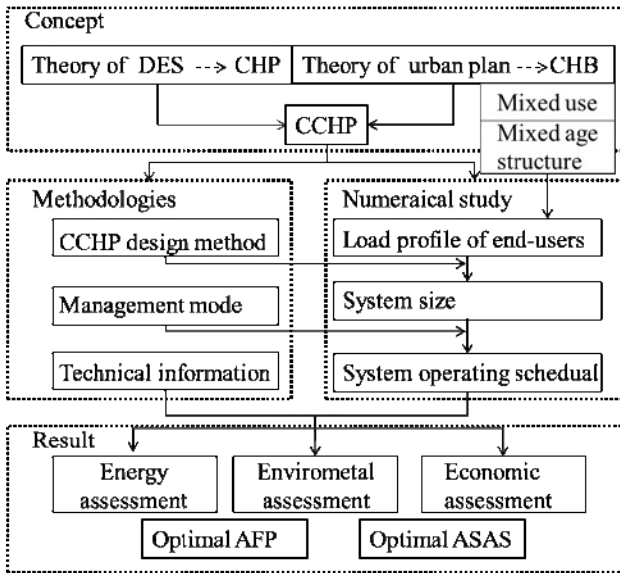 Concept
Theory of DES ---> CHP
Theory of urban plan --->CHB
Mixed use
Mixed age
structure
CCHP
Methodologies
CCHP design method
Management mode
Technical information
Numeraical study
Load profile of end-users
System size
System operating schedual
Result
Energy
assessment
Envirometal
assessment
Economic
assessment
Optimal AFP
Optimal ASAS